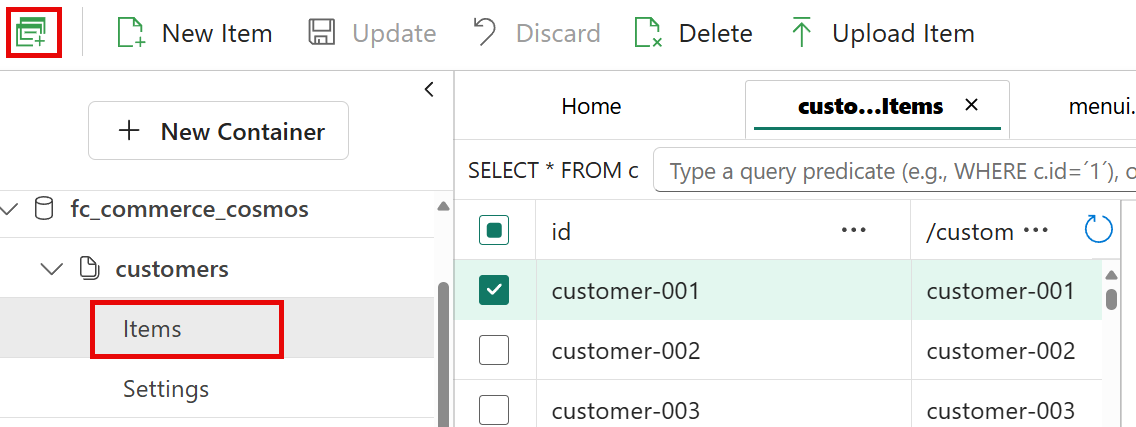 New Item Update Discard Delete Upload Item
New Container
Home custo...Items menui.
SELECT * FROM c Type a query predicate (e.g., WHERE c.id=´1´), o
fc_commerce_cosmos
id /custom
customers
customer-001 customer-001
Items
customer-002 customer-002
Settings
customer-003 customer-003